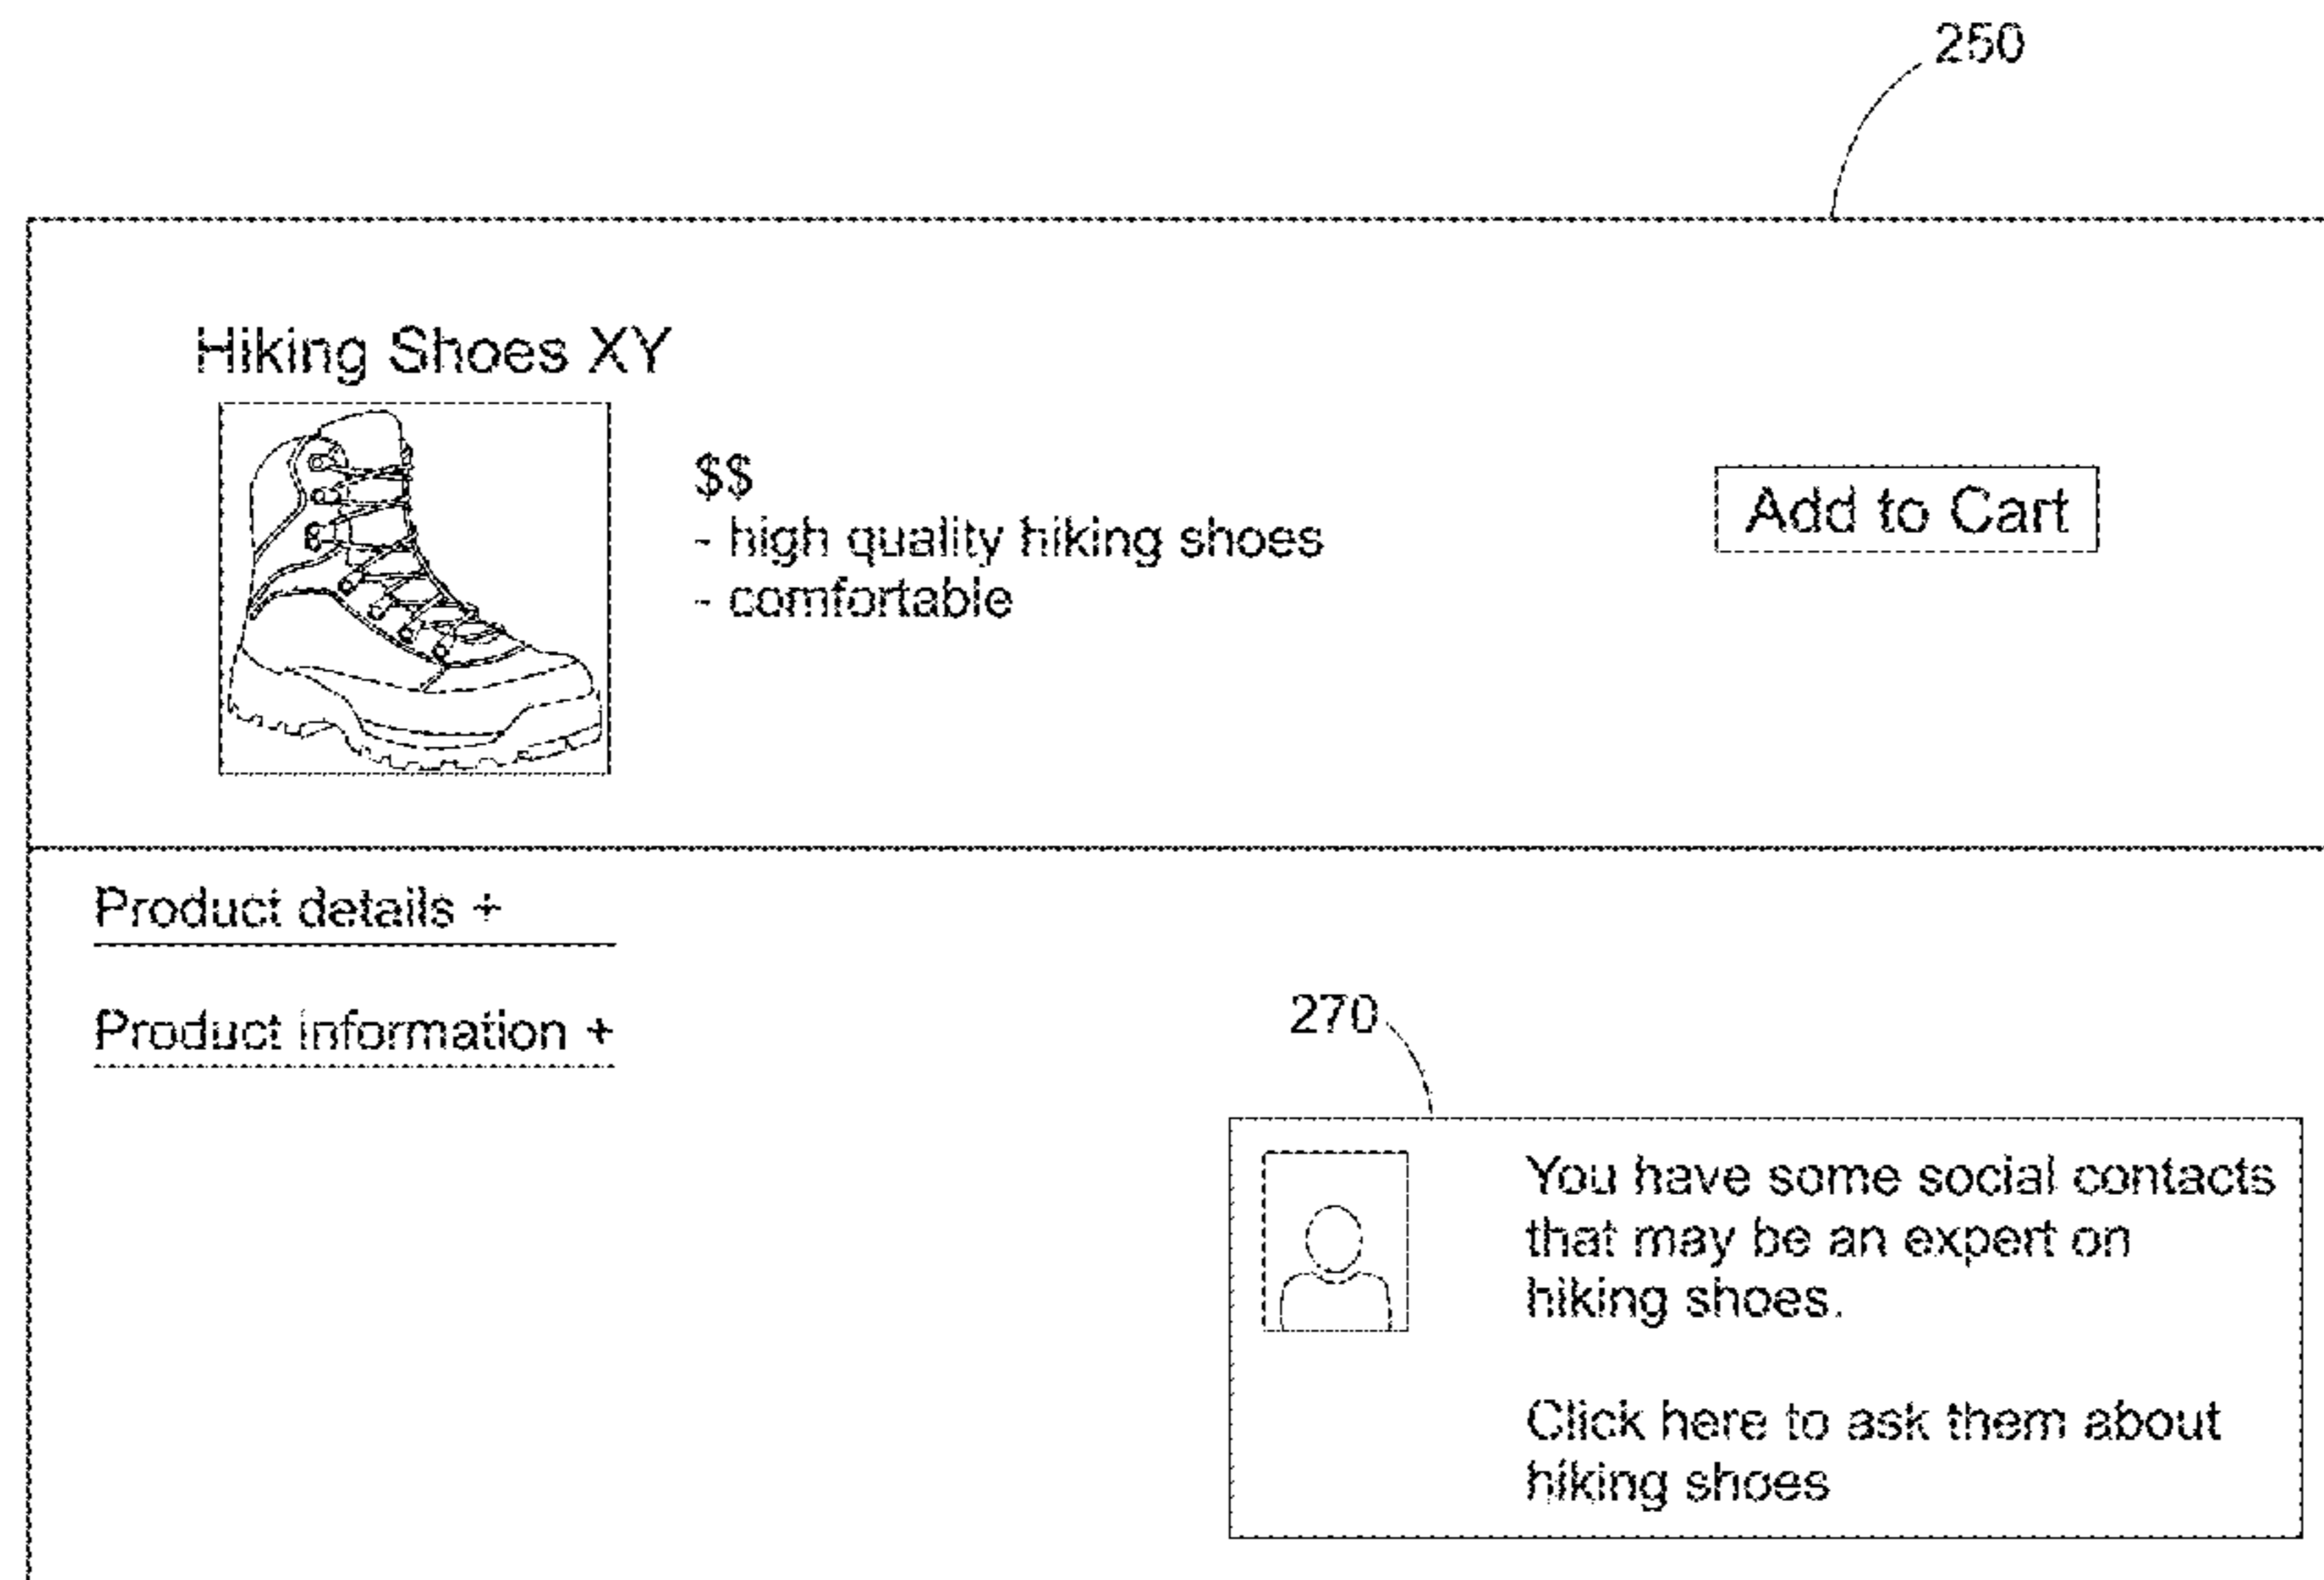 250
Hiking Shoes XY
$$
- high quality hiking shoes
- comfortable
Add to Cart
Product details +
Product information +
270
You have some social contacts
that may be an expert on
hiking shoes.
Click here to ask them about
hiking shoes